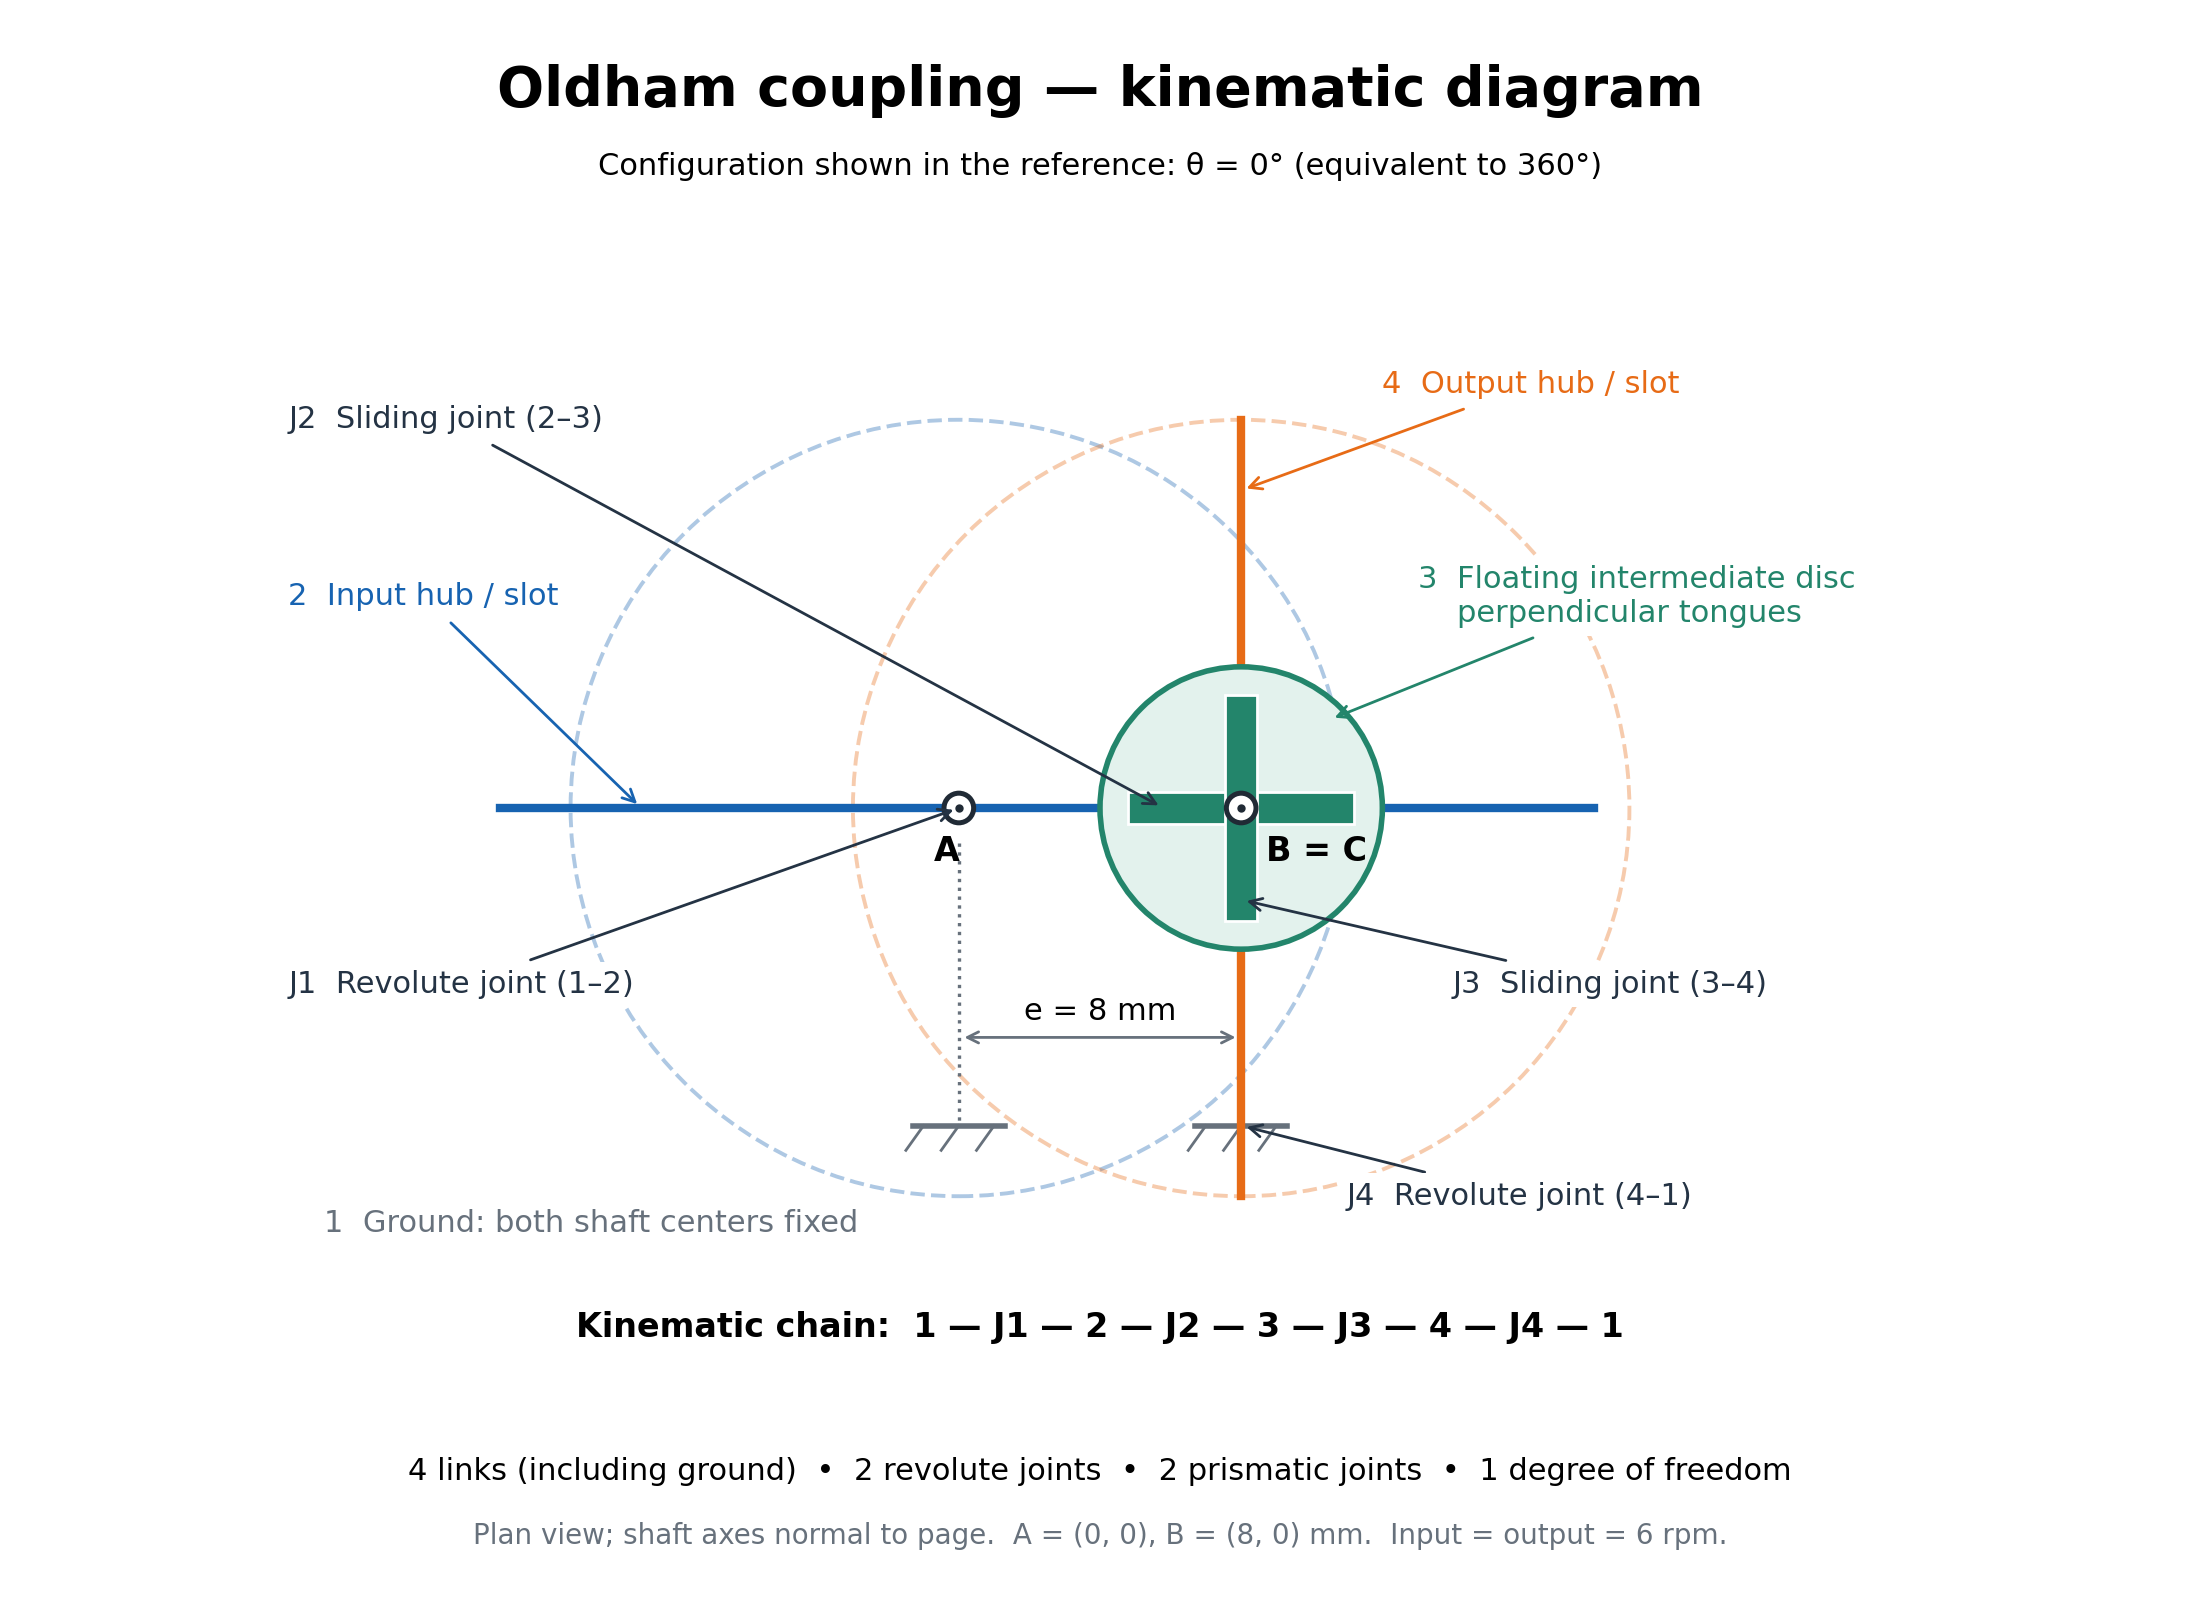 Oldham coupling — kinematic diagram
Configuration shown in the reference: θ = 0° (equivalent to 360°)
4  Output hub / slot
J2  Sliding joint (2–3)
3  Floating intermediate disc
perpendicular tongues
2  Input hub / slot
A
B = C
J1  Revolute joint (1–2)
J3  Sliding joint (3–4)
e = 8 mm
J4  Revolute joint (4–1)
1  Ground: both shaft centers fixed
Kinematic chain:  1 — J1 — 2 — J2 — 3 — J3 — 4 — J4 — 1
4 links (including ground)  •  2 revolute joints  •  2 prismatic joints  •  1 degree of freedom
Plan view; shaft axes normal to page.  A = (0, 0), B = (8, 0) mm.  Input = output = 6 rpm.